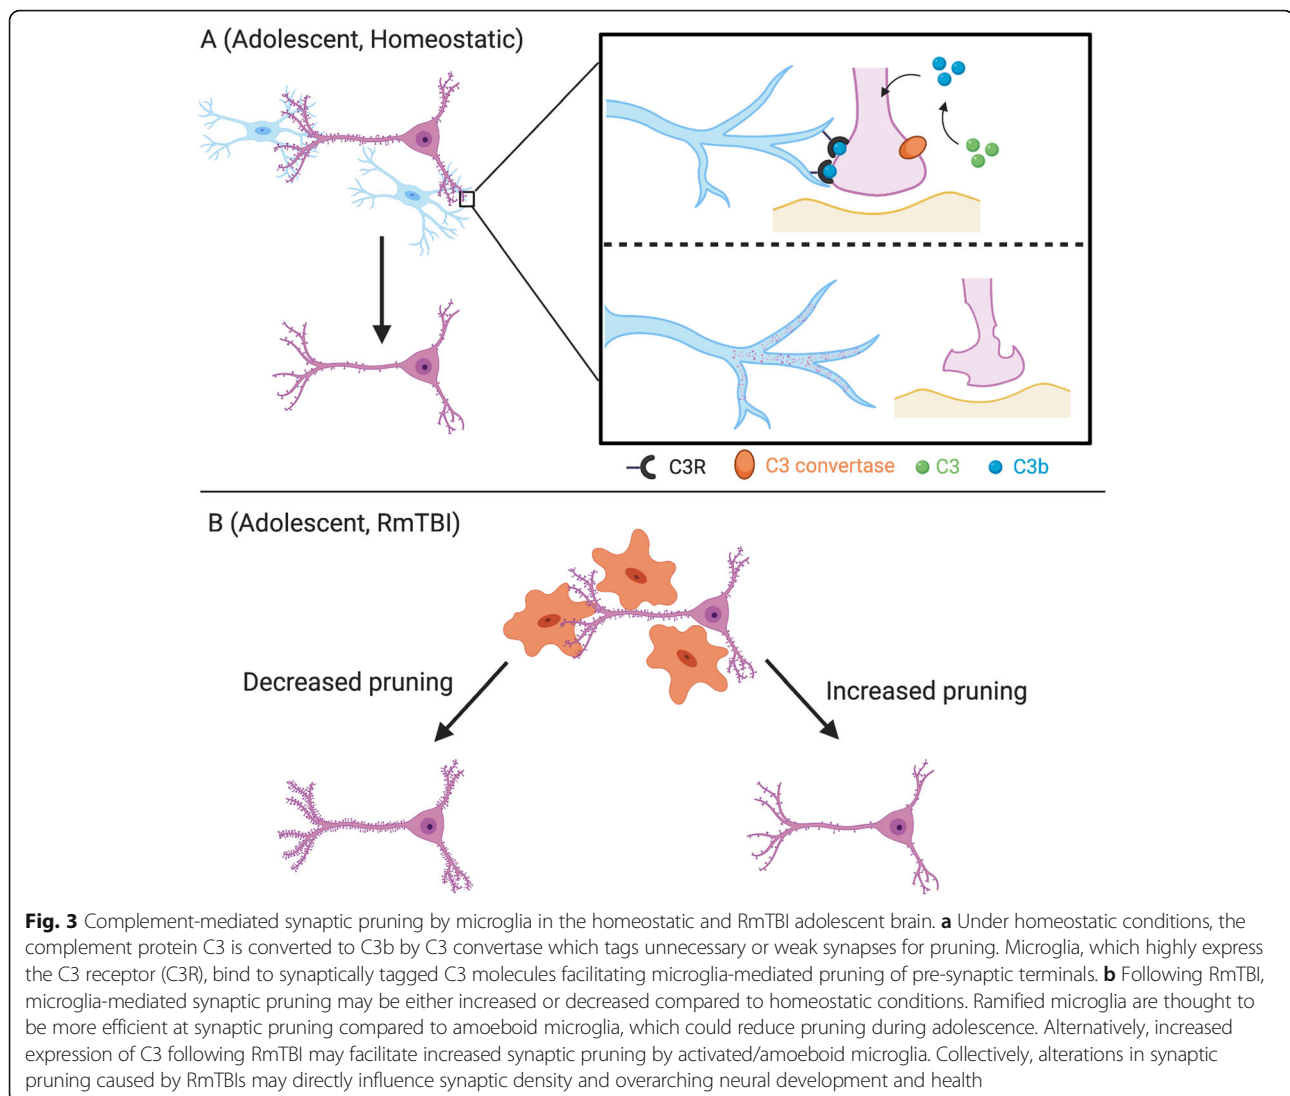 A (Adolescent, Homeostatic)
C3R
C3 convertase
C3
C3b
B (Adolescent, RmTBI)
Decreased pruning
Increased pruning
Fig. 3 Complement-mediated synaptic pruning by microglia in the homeostatic and RmTBI adolescent brain. a Under homeostatic conditions, the
complement protein C3 is converted to C3b by C3 convertase which tags unnecessary or weak synapses for pruning. Microglia, which highly express
the C3 receptor (C3R), bind to synaptically tagged C3 molecules facilitating microglia-mediated pruning of pre-synaptic terminals. b Following RmTBI,
microglia-mediated synaptic pruning may be either increased or decreased compared to homeostatic conditions. Ramified microglia are thought to
be more efficient at synaptic pruning compared to amoeboid microglia, which could reduce pruning during adolescence. Alternatively, increased
expression of C3 following RmTBI may facilitate increased synaptic pruning by activated/amoeboid microglia. Collectively, alterations in synaptic
pruning caused by RmTBIs may directly influence synaptic density and overarching neural development and health